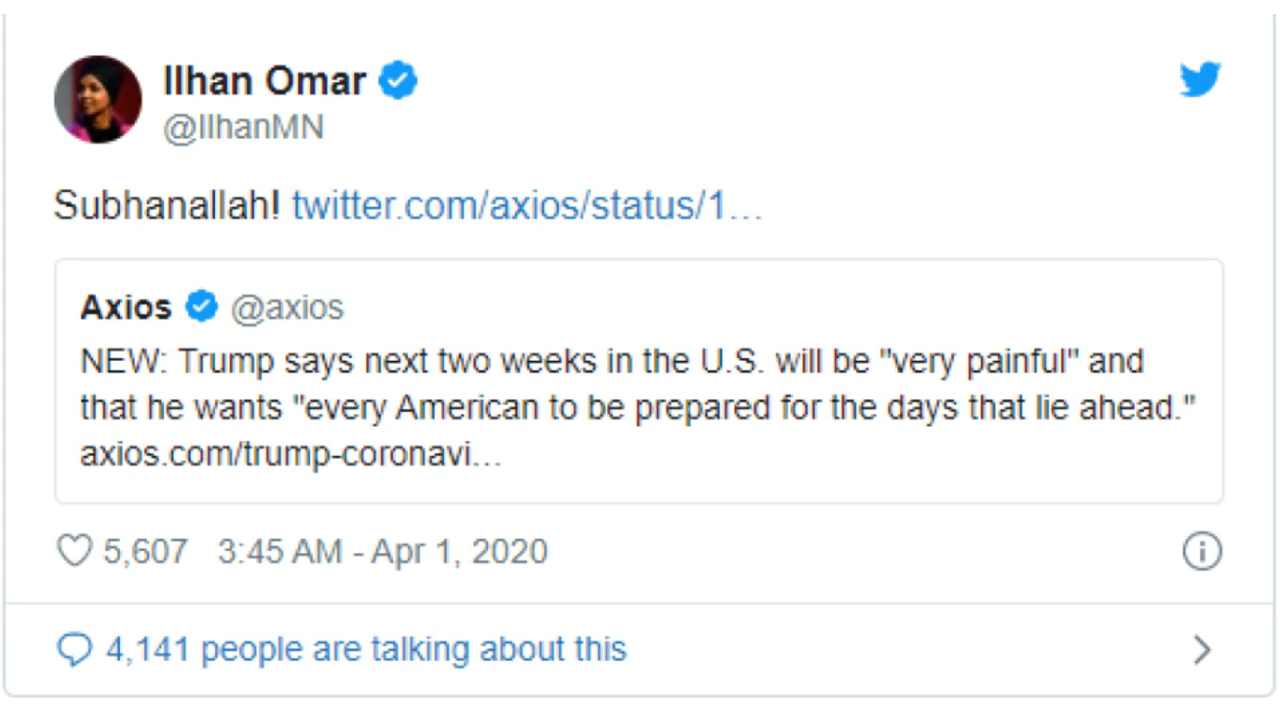 Ilhan Omar
@IlhanMN
Subhanallah! twitter.com/axios/status/1…
Axios @axios
NEW: Trump says next two weeks in the U.S. will be "very painful" and
that he wants "every American to be prepared for the days that lie ahead."
axios.com/trump-coronavi…
5,607 3:45 AM - Apr 1, 2020
4,141 people are talking about this